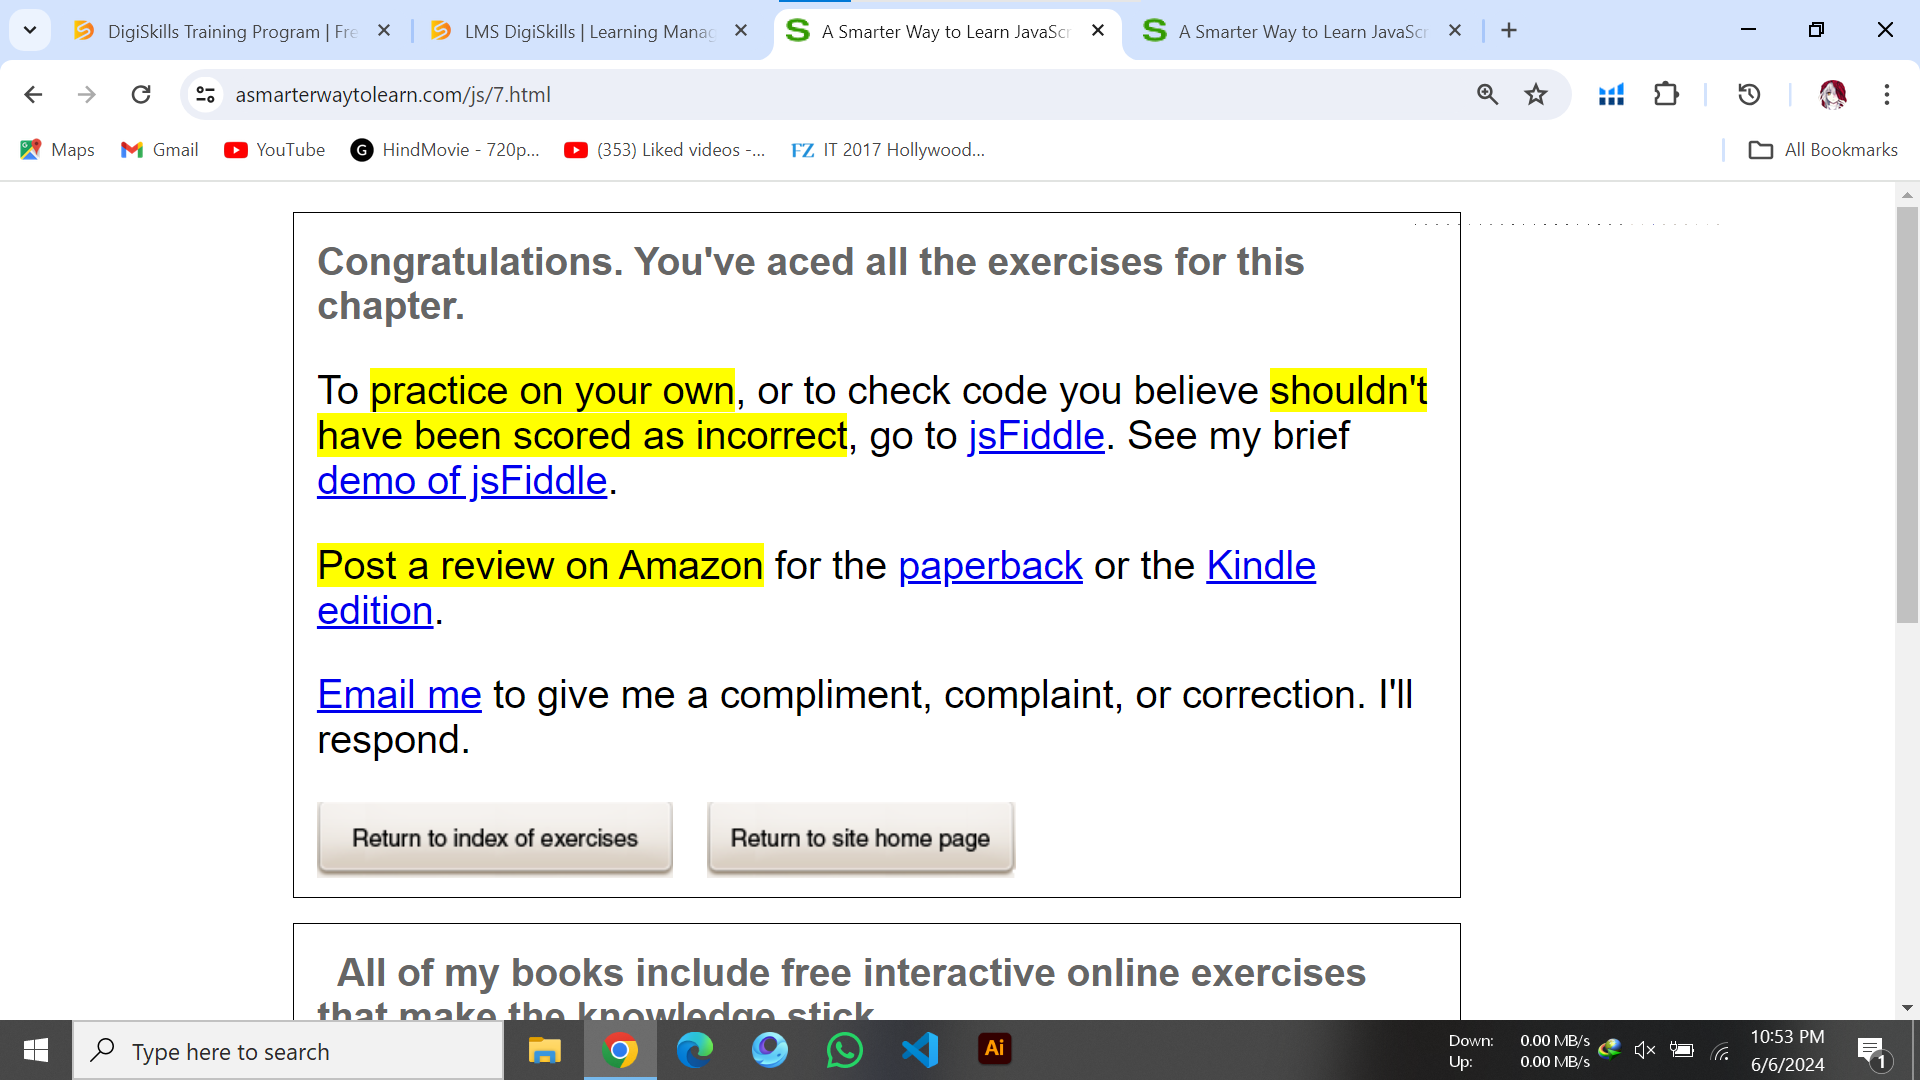 DigiSkills Training Program | Fre
LMS DigiSkills | Learning Manag
A Smarter Way to Learn JavaScr
A Smarter Way to Learn JavaScr
asmarterwaytolearn.com/js/7.html
Maps
Gmail
YouTube
G
HindMovie - 720p...
(353) Liked videos -...
FZ
IT 2017 Hollywood...
All Bookmarks
Congratulations. You've aced all the exercises for this
chapter.
To practice on your own, or to check code you believe shouldn't
have been scored as incorrect, go to jsFiddle. See my brief
demo of jsFiddle.
Post a review on Amazon for the paperback or the Kindle
edition.
Email me to give me a compliment, complaint, or correction. I'll
respond.
Return to index of exercises
Return to site home page
All of my books include free interactive online exercises
that make the knowledge stick
Type here to search
Ai
Down: 0.00 MB/s
Up: 0.00 MB/s
10:53 PM
6/6/2024
1